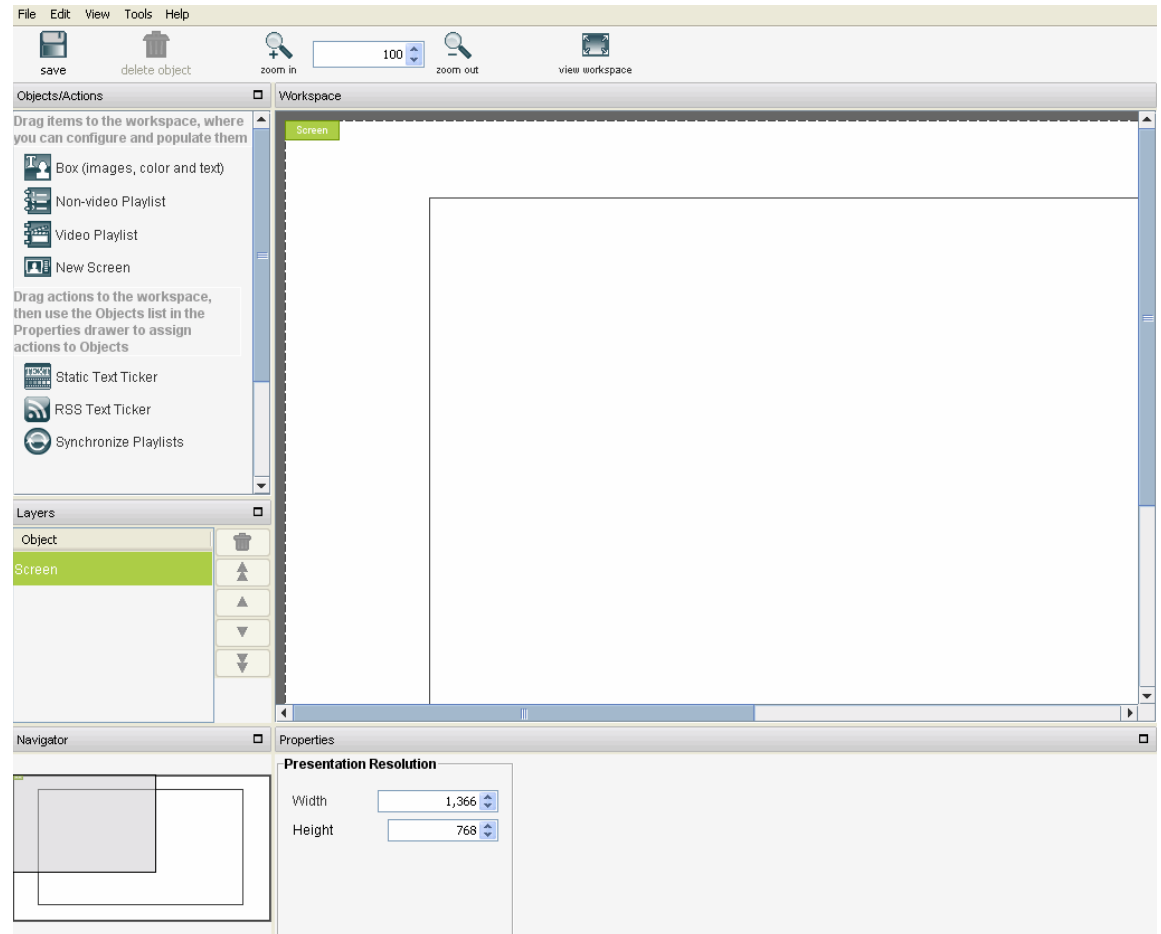 File Edit View Tools Help
save
delete object
zoom in
100
zoom out
view workspace
Objects/Actions
Workspace
Drag items to the workspace, where
you can configure and populate them
Box (images, color and text)
Non-video Playlist
Video Playlist
New Screen
Drag actions to the workspace,
then use the Objects list in the
Properties drawer to assign
actions to Objects
TEXT
Static Text Ticker
RSS Text Ticker
Synchronize Playlists
Screen
Layers
Object
Screen
Navigator
Properties
Presentation Resolution
Width 1,366
Height 768